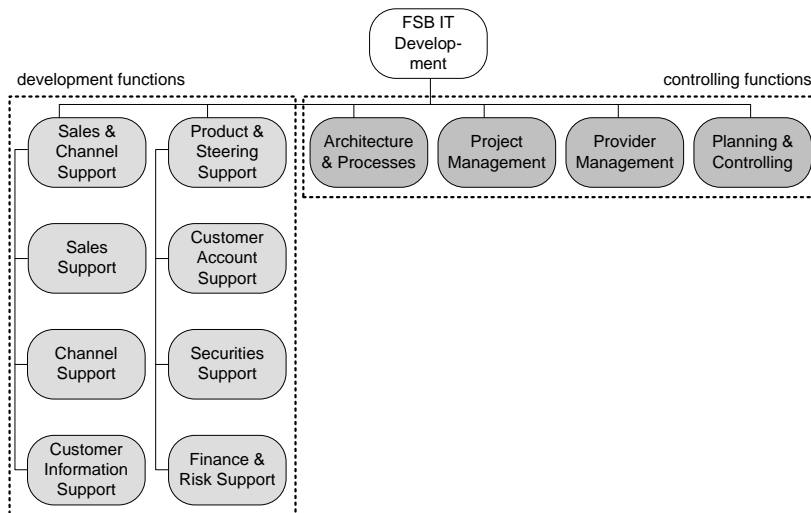 FSB IT
Develop-
ment
development functions
controlling functions
Sales &
Channel
Support
Product &
Steering
Support
Architecture
& Processes
Project
Management
Provider
Management
Planning &
Controlling
Sales
Support
Customer
Account
Support
Channel
Support
Securities
Support
Customer
Information
Support
Finance &
Risk Support